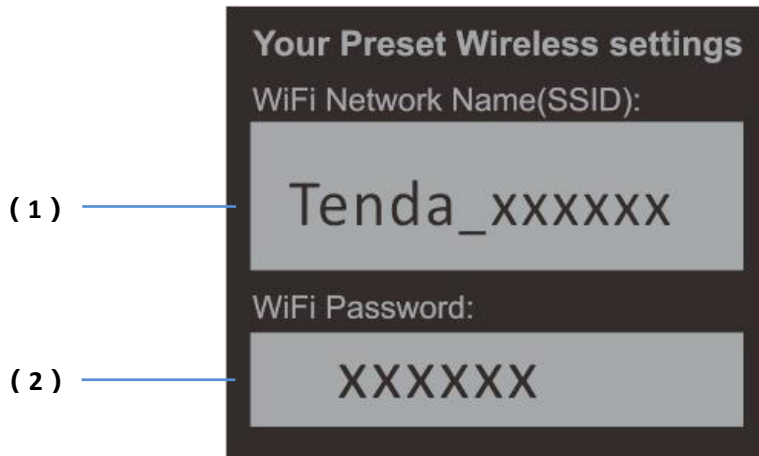 Your Preset Wireless settings
WiFi Network Name(SSID):
(1)
Tenda_xxxxxx
WiFi Password:
(2)
xxxxxx